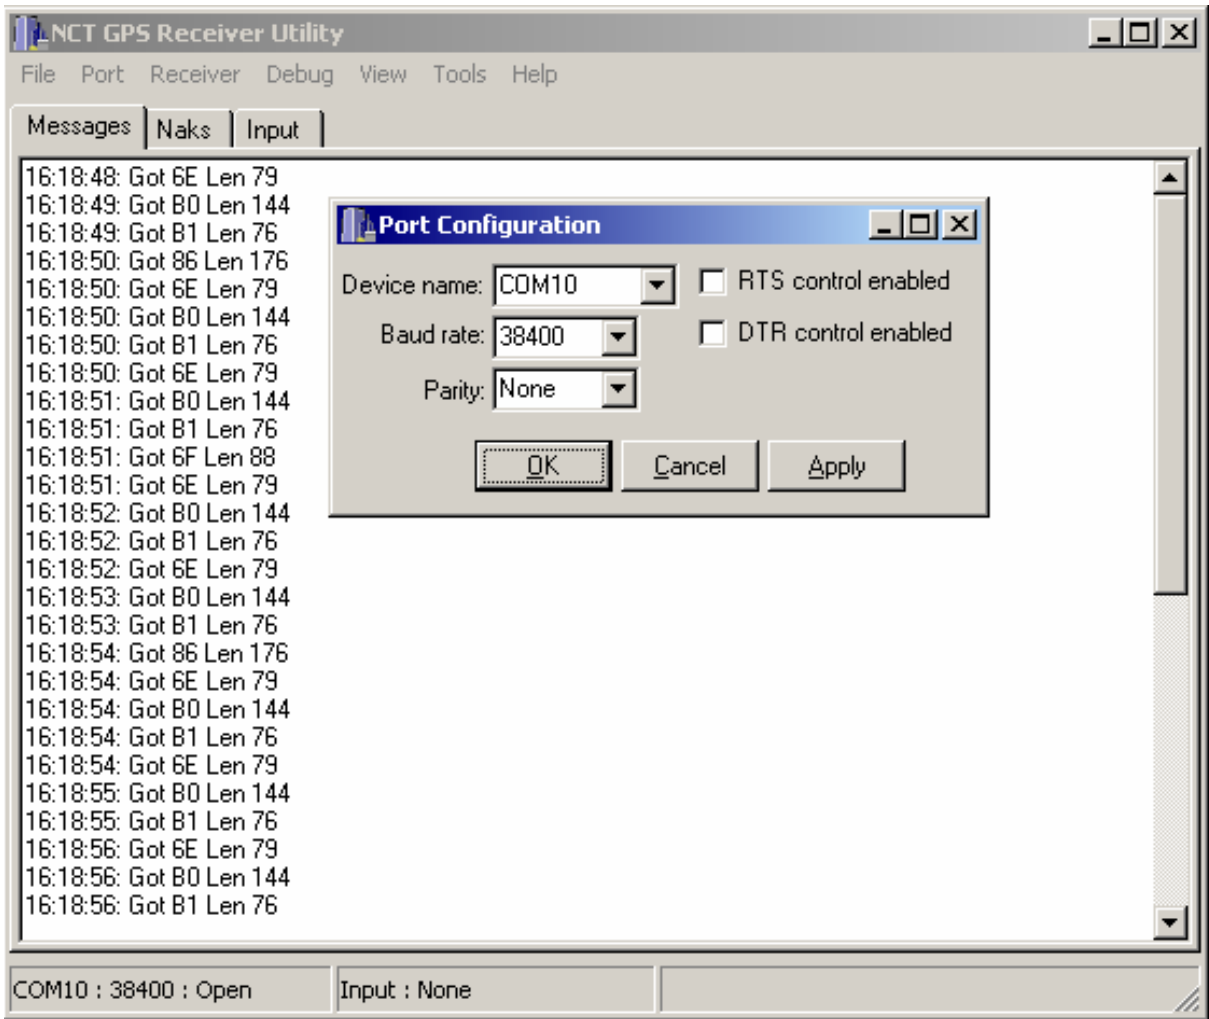 NCT GPS Receiver Utility
File Port Receiver Debug View Tools Help
Messages Naks Input
16:18:48: Got 6E Len 79
16:18:49: Got B0 Len 144
16:18:49: Got B1 Len 76
16:18:50: Got 86 Len 176
16:18:50: Got 6E Len 79
16:18:50: Got B0 Len 144
16:18:50: Got B1 Len 76
16:18:50: Got 6E Len 79
16:18:51: Got B0 Len 144
16:18:51: Got B1 Len 76
16:18:51: Got 6F Len 88
16:18:51: Got 6E Len 79
16:18:52: Got B0 Len 144
16:18:52: Got B1 Len 76
16:18:52: Got 6E Len 79
16:18:53: Got B0 Len 144
16:18:53: Got B1 Len 76
16:18:54: Got 86 Len 176
16:18:54: Got 6E Len 79
16:18:54: Got B0 Len 144
16:18:54: Got B1 Len 76
16:18:54: Got 6E Len 79
16:18:55: Got B0 Len 144
16:18:55: Got B1 Len 76
16:18:56: Got 6E Len 79
16:18:56: Got B0 Len 144
16:18:56: Got B1 Len 76
Port Configuration
Device name: COM10 RTS control enabled
Baud rate: 38400 DTR control enabled
Parity: None
OK Cancel Apply
COM10 : 38400 : Open Input : None